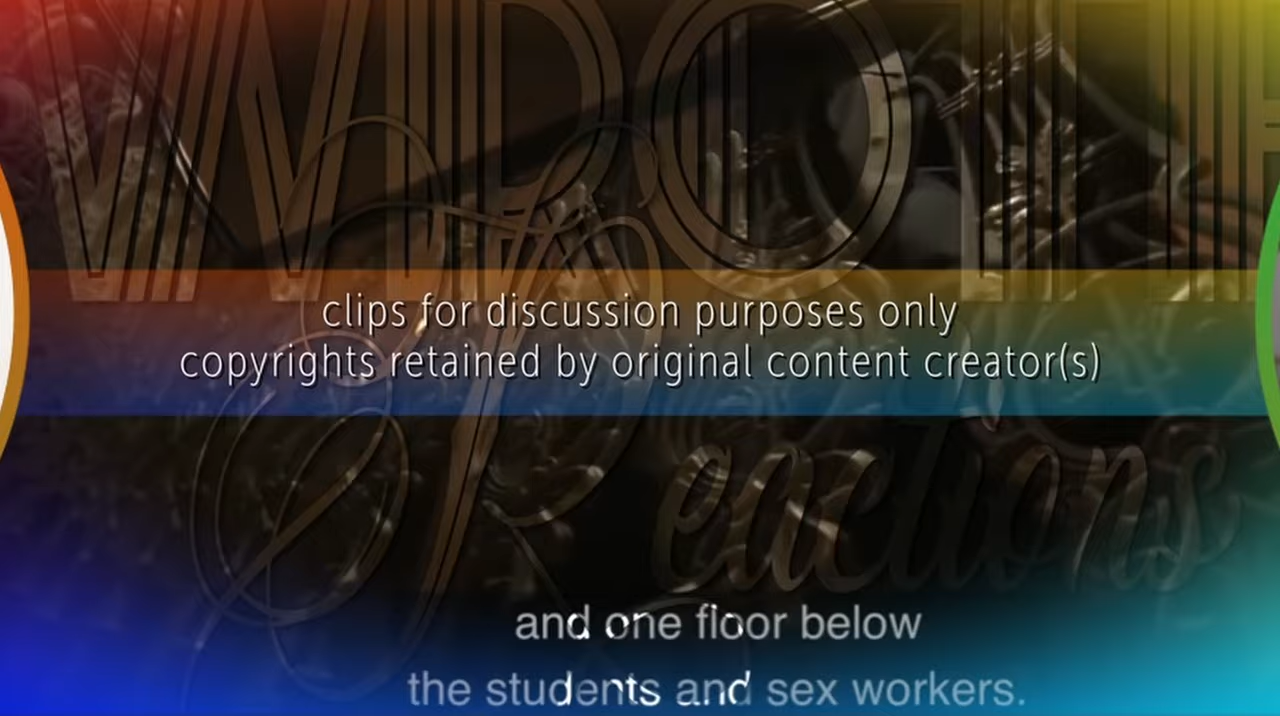 Reactions
clips for discussion purposes only
copyrights retained by original content creator(s)
and one floor below
the students and sex workers.